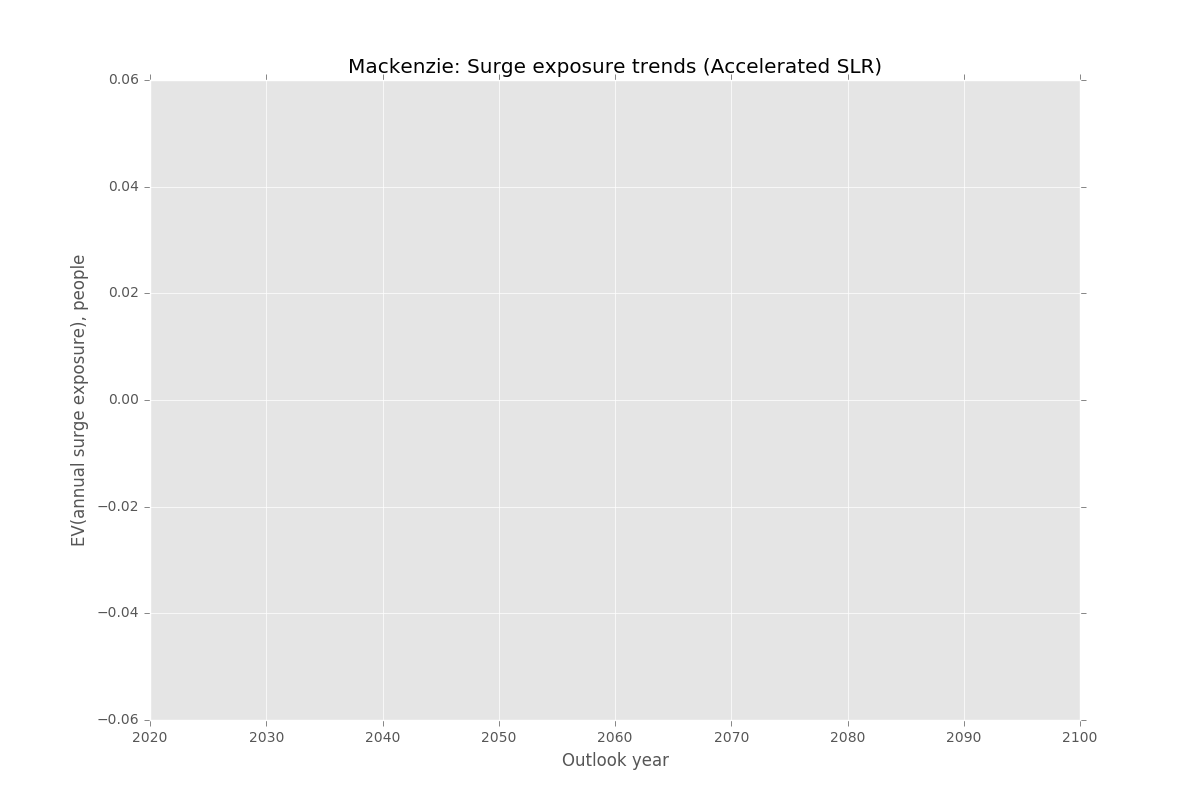 Mackenzie: Surge exposure trends (Accelerated SLR)
0.06
0.04
0.02
0.00
−0.02
−0.04
−0.06
EV(annual surge exposure), people
2020 2030 2040 2050 2060 2070 2080 2090 2100
Outlook year